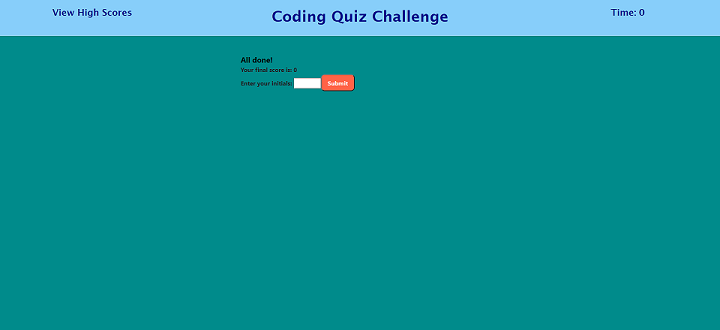 View High Scores
Coding Quiz Challenge
Time: 0
All done!
Your final score is: 0
Enter your initials:
Submit